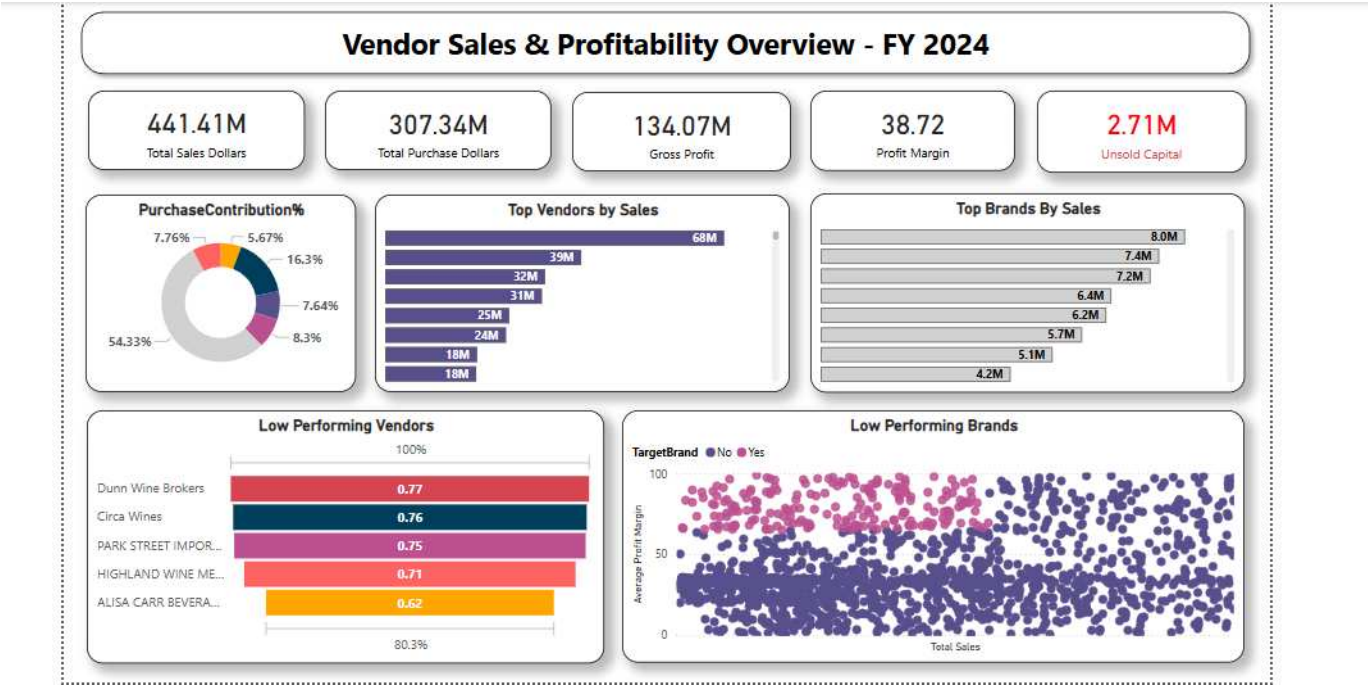 Vendor Sales & Profitability Overview - FY 2024
441.41M
Total Sales Dollars
307.34M
Total Purchase Dollars
134.07M
Gross Profit
38.72
Profit Margin
2.71M
Unsold Capital
PurchaseContribution%
7.76%
5.67%
16.3%
7.64%
8.3%
54.33%
Top Vendors by Sales
68M
39M
32M
31M
25M
24M
18M
18M
Top Brands By Sales
8.0M
7.4M
7.2M
6.4M
6.2M
5.7M
5.1M
4.2M
Low Performing Vendors
100%
Dunn Wine Brokers 0.77
Circa Wines 0.76
PARK STREET IMPOR... 0.75
HIGHLAND WINE ME... 0.71
ALISA CARR BEVERA... 0.62
80.3%
Low Performing Brands
TargetBrand No Yes
100
50
0
Average Profit Margin
Total Sales